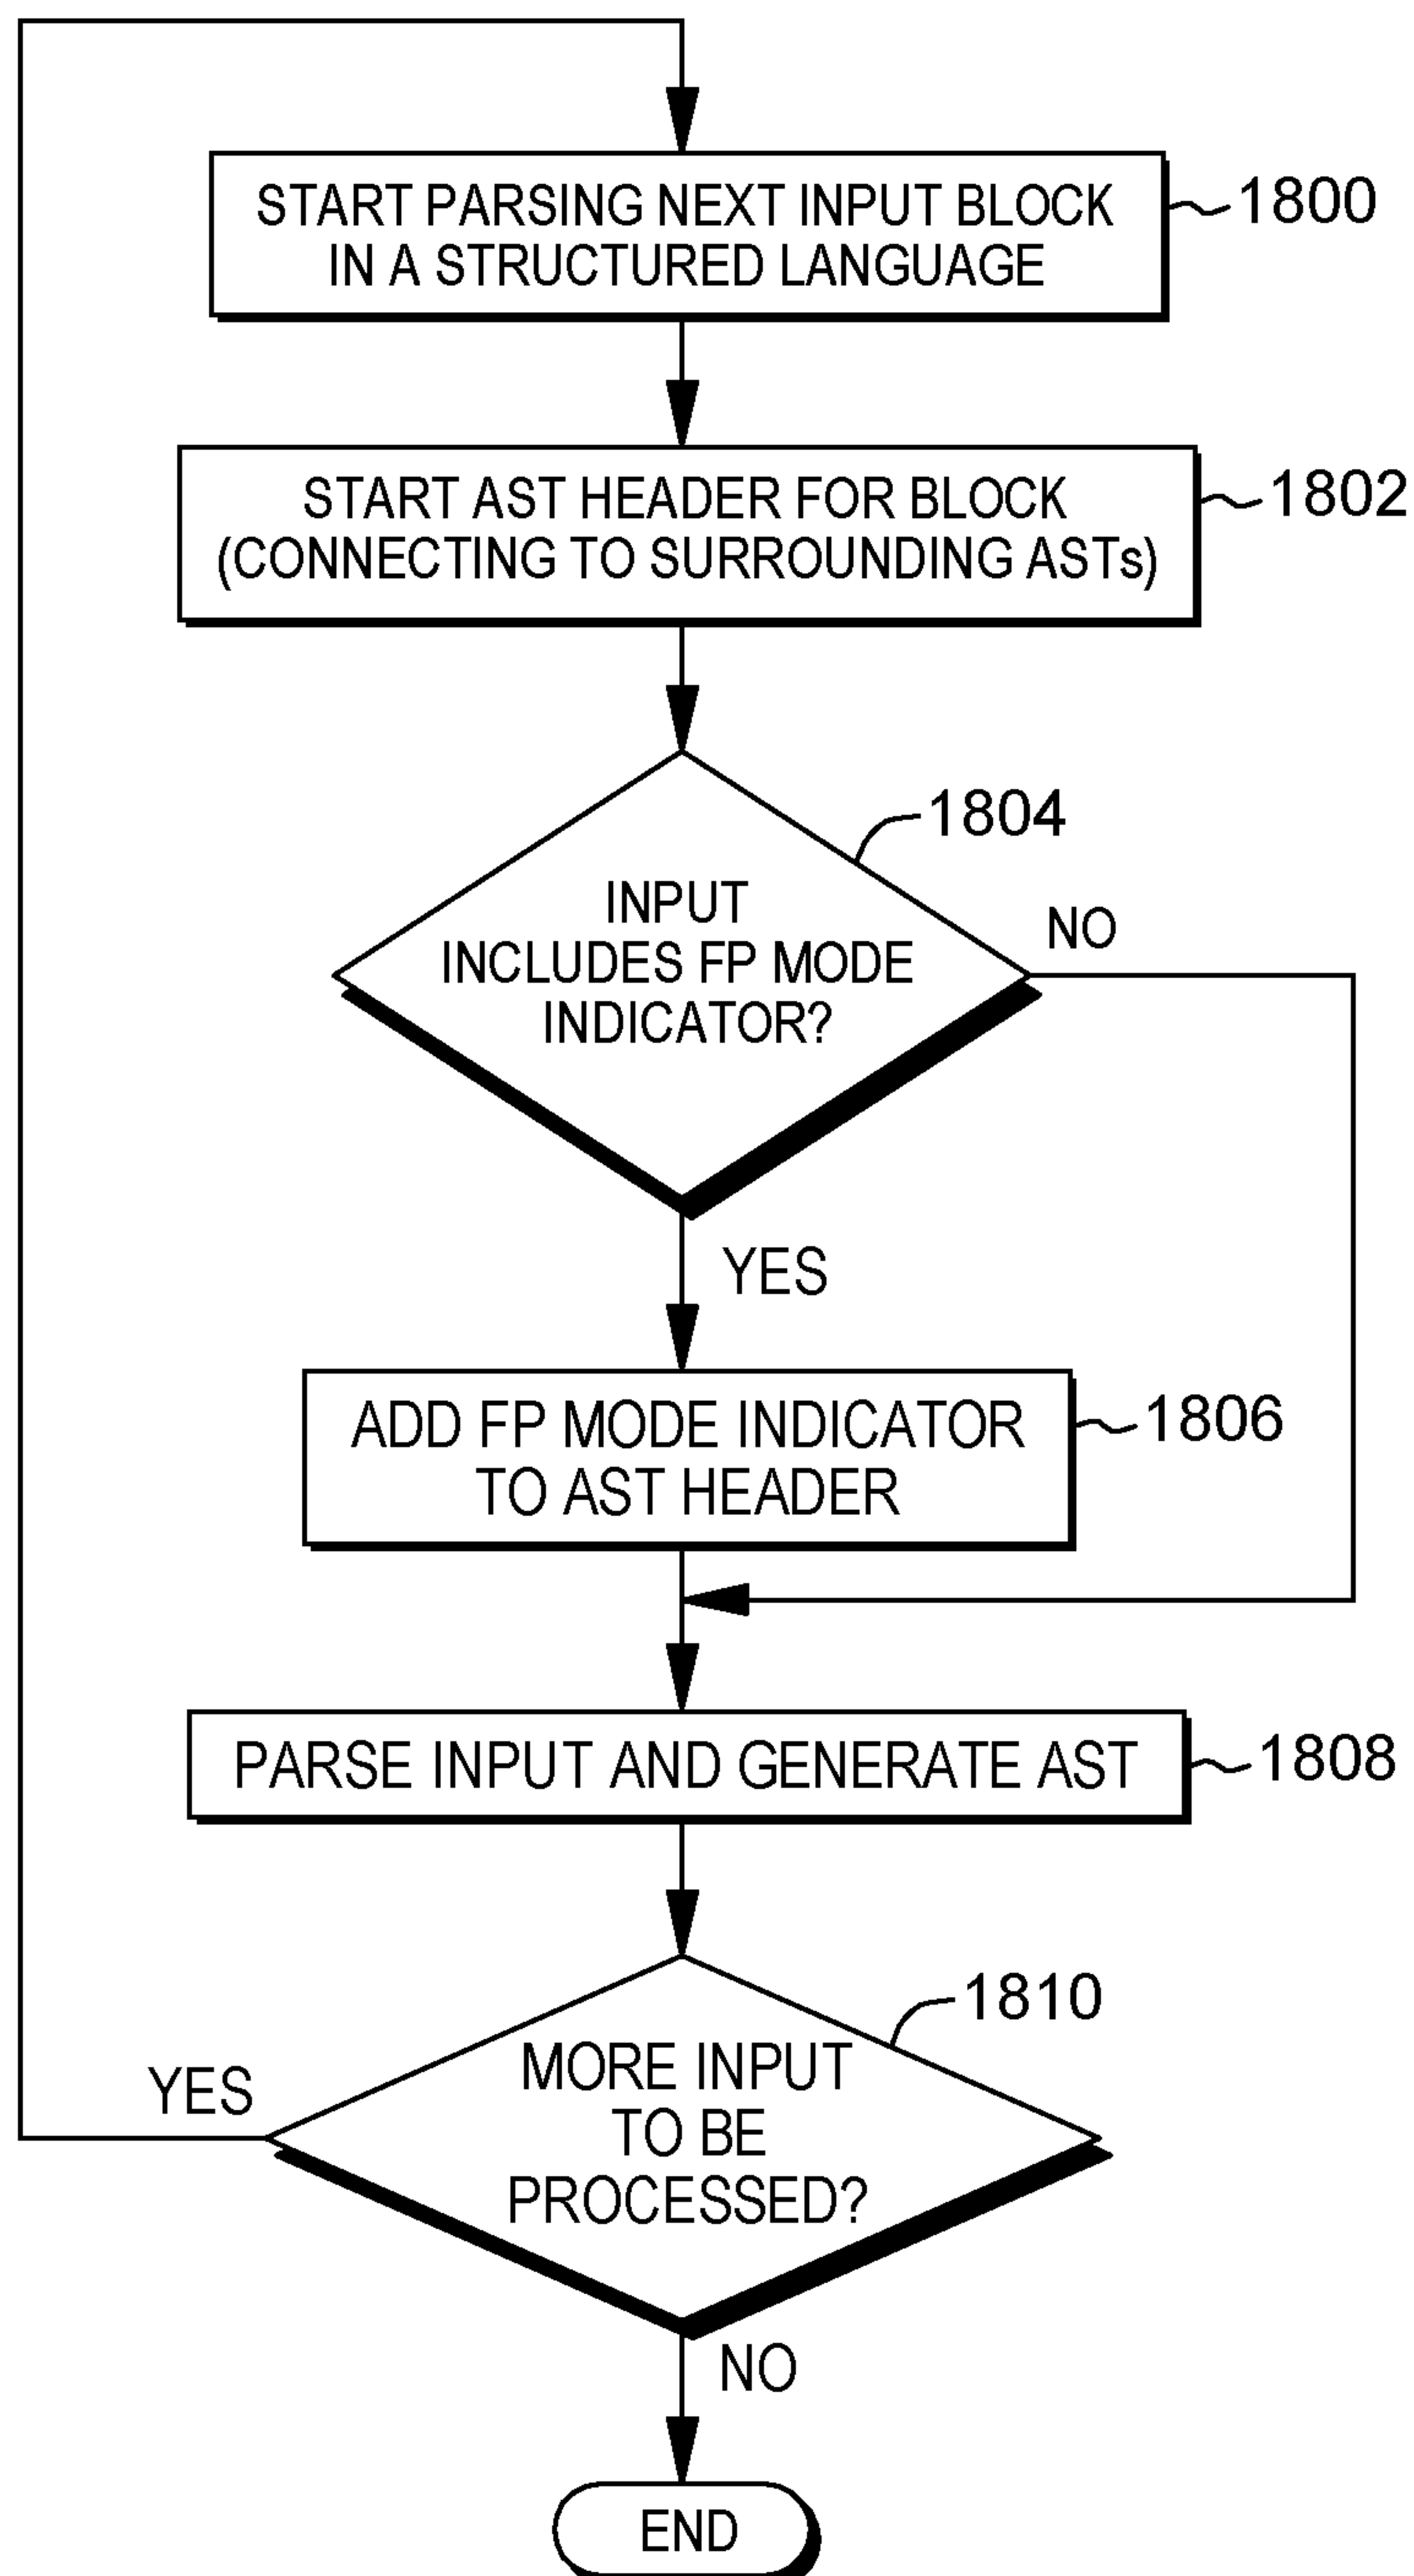 START PARSING NEXT INPUT BLOCK
IN A STRUCTURED LANGUAGE
1800
START AST HEADER FOR BLOCK
(CONNECTING TO SURROUNDING ASTs)
1802
1804
INPUT
INCLUDES FP MODE
INDICATOR?
NO
YES
ADD FP MODE INDICATOR
TO AST HEADER
1806
PARSE INPUT AND GENERATE AST
1808
1810
MORE INPUT
TO BE
PROCESSED?
YES
NO
END